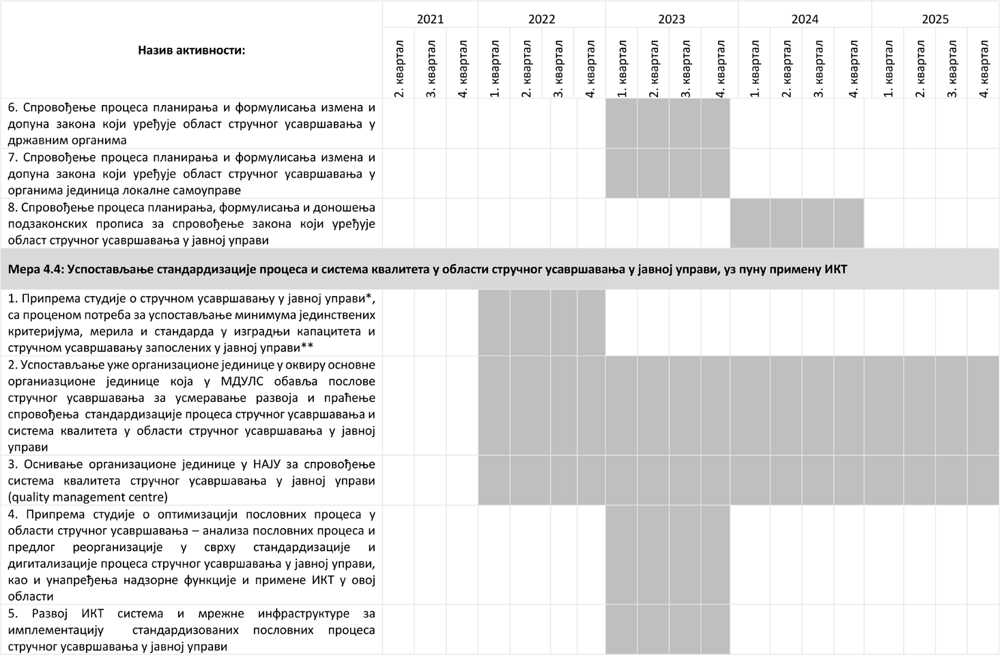 Назив активности:
2021
2022
2023
2024
2025
2. квартал
3. квартал
4. квартал
1. квартал
2. квартал
3. квартал
4. квартал
1. квартал
2. квартал
3. квартал
4. квартал
1. квартал
2. квартал
3. квартал
4. квартал
1. квартал
2. квартал
3. квартал
4. квартал
6. Спровођење процеса планирања и формулисања измена и
допуна закона који уређује област стручног усавршавања у
државним органима
7. Спровођење процеса планирања и формулисања измена и
допуна закона који уређује област стручног усавршавања у
органима јединица локалне самоуправе
8. Спровођење процеса планирања, формулисања и доношења
подзаконских прописа за спровођење закона који уређује
област стручног усавршавања у јавној управи
Мера 4.4: Успостављање стандардизације процеса и система квалитета у области стручног усавршавања у јавној управи, уз пуну примену ИКТ
1. Припрема студије о стручном усавршавању у јавној управи*,
са проценом потреба за успостављање минимума јединствених
критеријума, мерила и стандарда у изградњи капацитета и
стручном усавршавању запослених у јавној управи**
2. Успостављање уже организационе јединице у оквиру основне
органиазционе јединице која у МДУЛС обавља послове
стручног усавршавања за усмеравање развоја и праћење
спровођења стандардизације процеса стручног усавршавања и
система квалитета у области стручног усавршавања у јавној
управи
3. Оснивање организационе јединице у НАЈУ за спровођење
система квалитета стручног усавршавања у јавној управи
(quality management centre)
4. Припрема студије о оптимизацији пословних процеса у
области стручног усавршавања – анализа пословних процеса и
предлог реорганизације у сврху стандардизације и
дигитализације процеса стручног усавршавања у јавној управи,
као и унапређења надзорне функције и примене ИКТ у овој
области
5. Развој ИКТ система и мрежне инфраструктуре за
имплементацију стандардизованих пословних процеса
стручног усавршавања у јавној управи